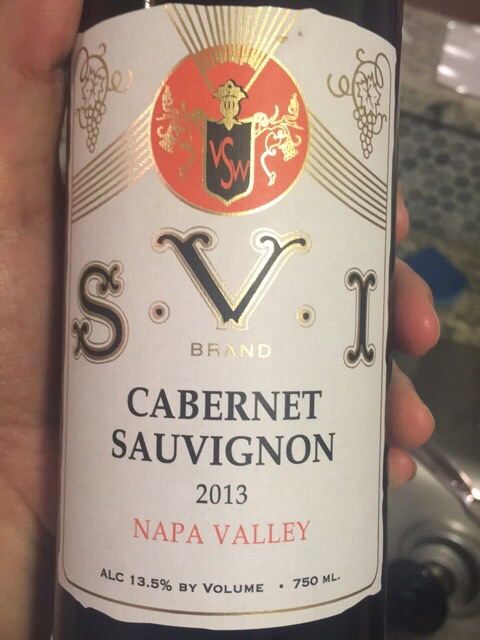 VSW
S • V • I
BRAND
CABERNET
SAUVIGNON
2013
NAPA VALLEY
ALC 13.5% BY VOLUME • 750 ML.